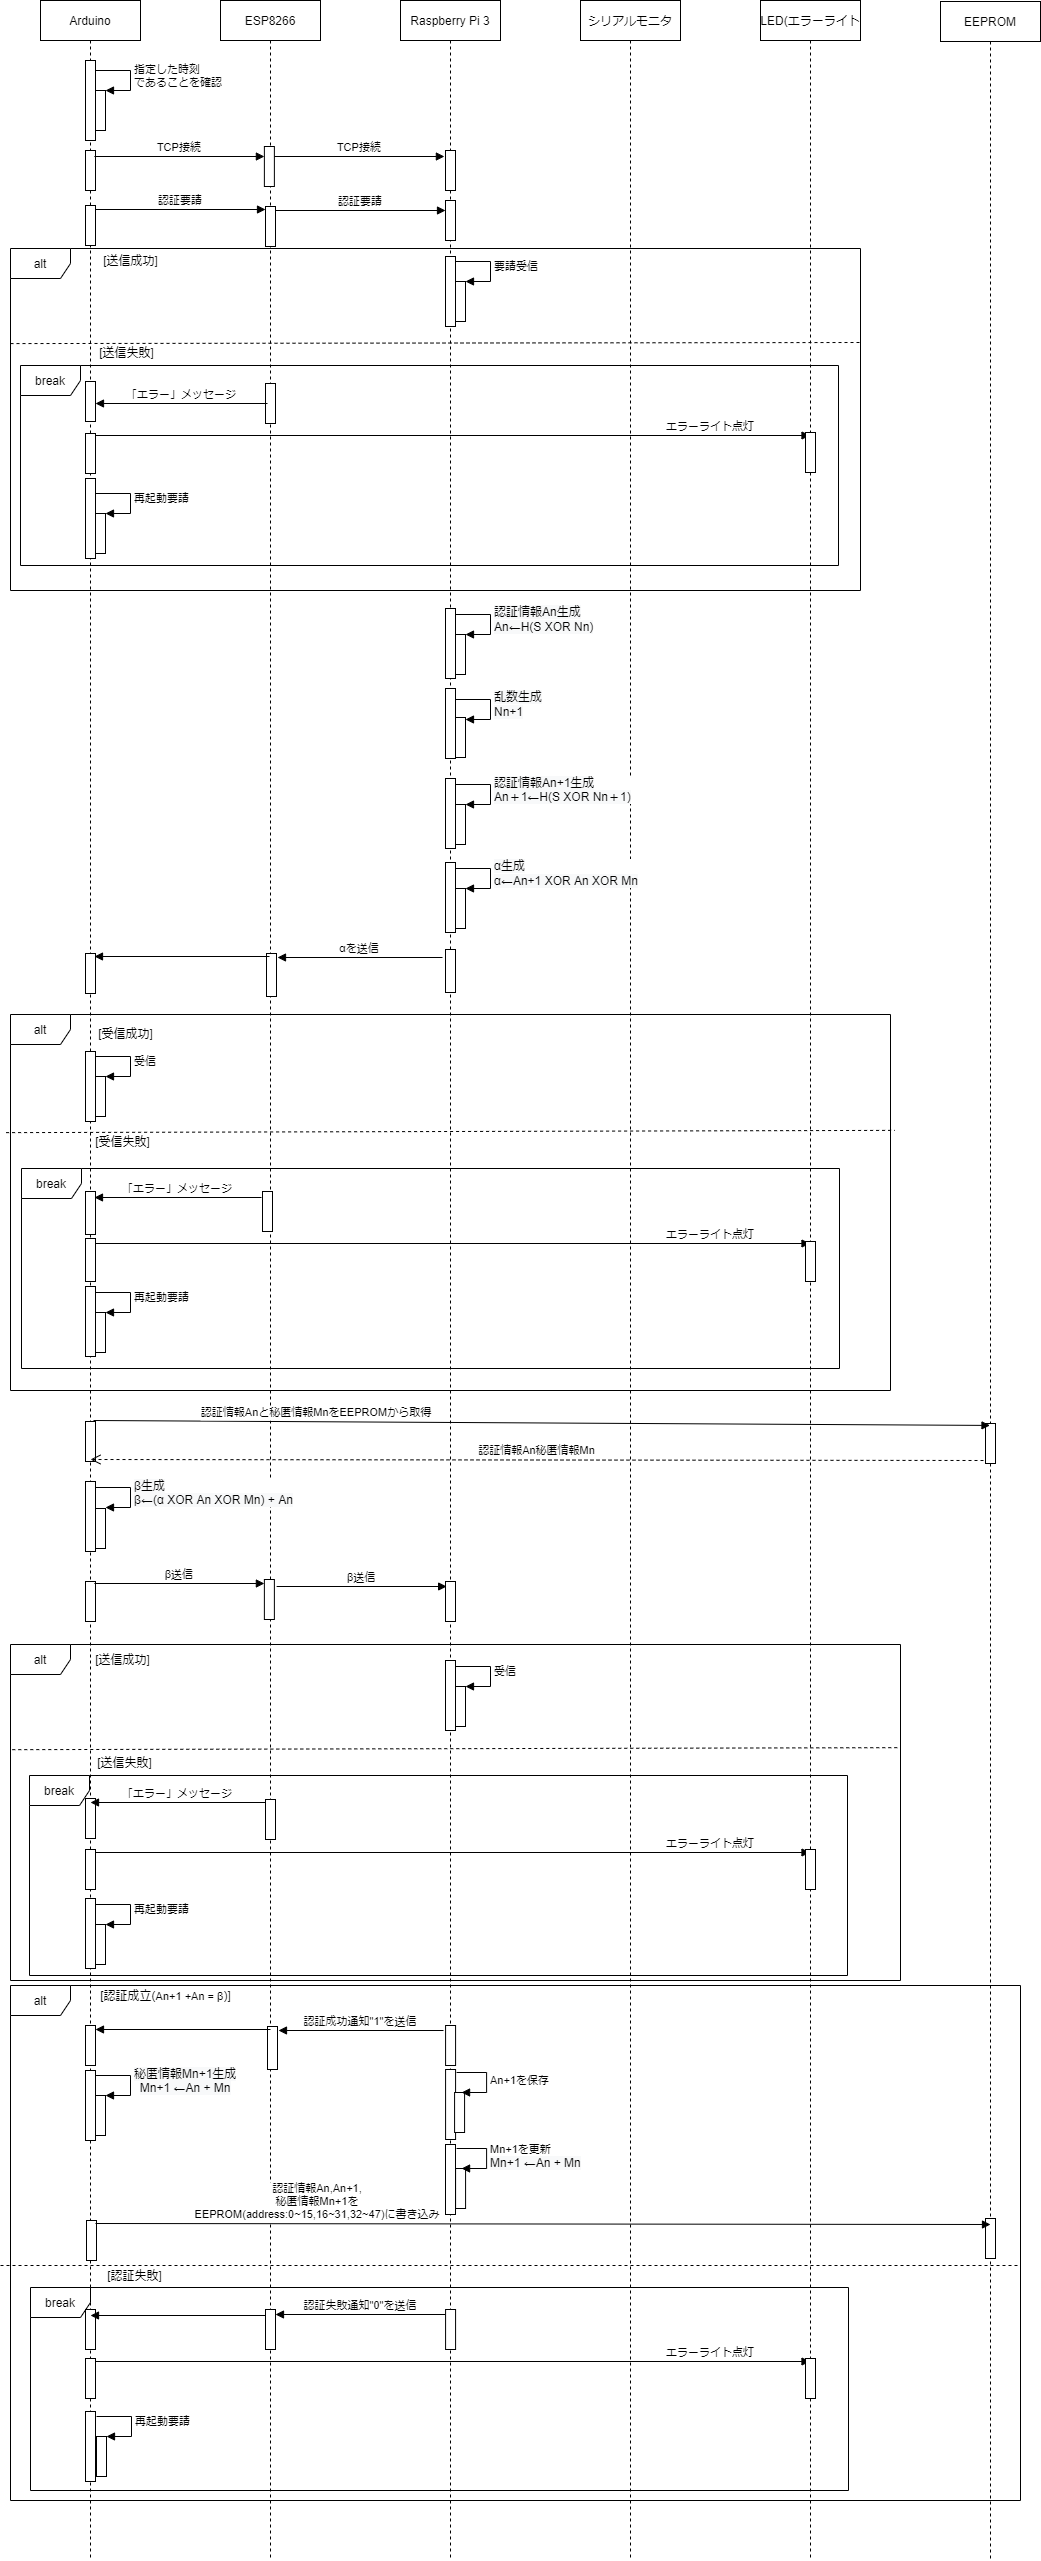 Arduino
ESP8266
Raspberry Pi 3
シリアルモニタ
LED(エラーライト
EEPROM
指定した時刻
であることを確認
TCP接続
TCP接続
認証要請
認証要請
alt
[送信成功]
要請受信
[送信失敗]
break
「エラー」メッセージ
エラーライト点灯
再起動要請
認証情報An生成
An←H(S XOR Nn)
乱数生成
Nn+1
認証情報An+1生成
An＋1←H(S XOR Nn＋1)
α生成
α←An+1 XOR An XOR Mn
αを送信
alt
[受信成功]
受信
[受信失敗]
break
「エラー」メッセージ
エラーライト点灯
再起動要請
認証情報Anと秘匿情報MnをEEPROMから取得
認証情報An秘匿情報Mn
β生成
β←(α XOR An XOR Mn) + An
β送信
β送信
alt
[送信成功]
受信
[送信失敗]
break
「エラー」メッセージ
エラーライト点灯
再起動要請
alt
[認証成立(An+1 +An = β)]
認証成功通知"1"を送信
秘匿情報Mn+1生成
Mn+1 ←An + Mn
An+1を保存
Mn+1を更新
Mn+1 ←An + Mn
認証情報An,An+1,
秘匿情報Mn+1を
EEPROM(address:0~15,16~31,32~47)に書き込み
[認証失敗]
break
認証失敗通知"0"を送信
エラーライト点灯
再起動要請